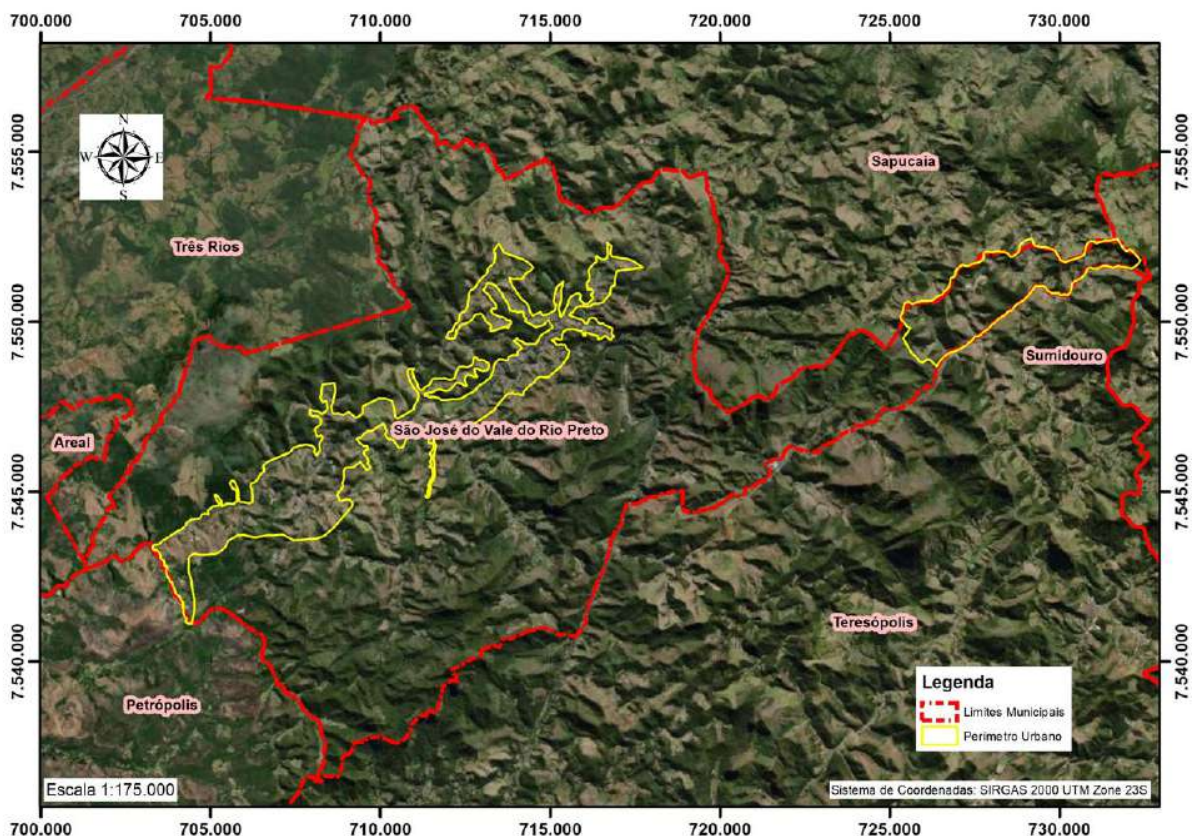 700.000 705.000 710.000 715.000 720.000 725.000 730.000
N
W E
S
7.555.000 7.555.000
Sapucaia
Três Rios
7.550.000 7.550.000
Sumidouro
São José do Vale do Rio Preto
Areal
7.545.000 7.545.000
Teresópolis
7.540.000 7.540.000
Petrópolis
Legenda
Limites Municipais
Perímetro Urbano
Escala 1:175.000
Sistema de Coordenadas: SIRGAS 2000 UTM Zone 23S
700.000 705.000 710.000 715.000 720.000 725.000 730.000